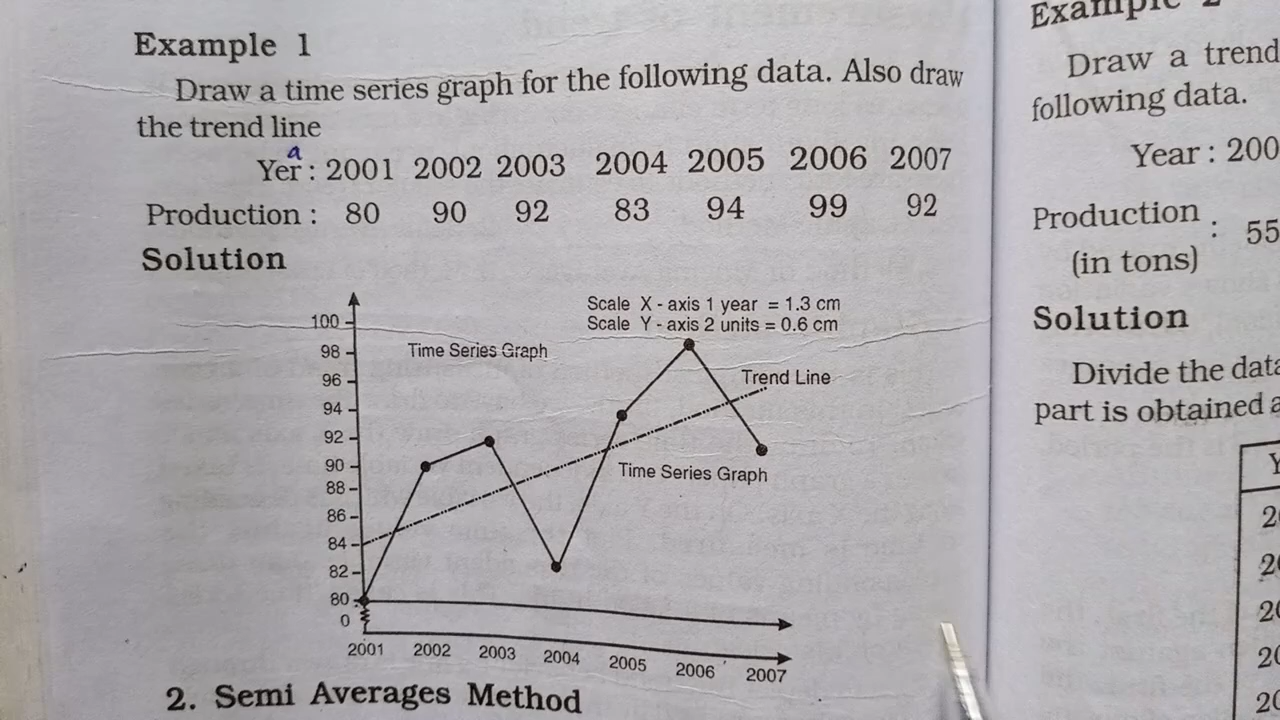 Example 1
Draw a time series graph for the following data. Also draw
the trend line
a
Yer : 2001 2002 2003 2004 2005 2006 2007
Production : 80 90 92 83 94 99 92
Solution
Scale X - axis 1 year = 1.3 cm
Scale Y - axis 2 units = 0.6 cm
Time Series Graph
Trend Line
Time Series Graph
100
98
96
94
92
90
88
86
84
82
80
0
2001 2002 2003 2004 2005 2006 2007
2. Semi Averages Method
Example 2
Draw a trend
following data.
Year : 200
Production : 55
(in tons)
Solution
Divide the data
part is obtained a
Y
20
20
20
20
20